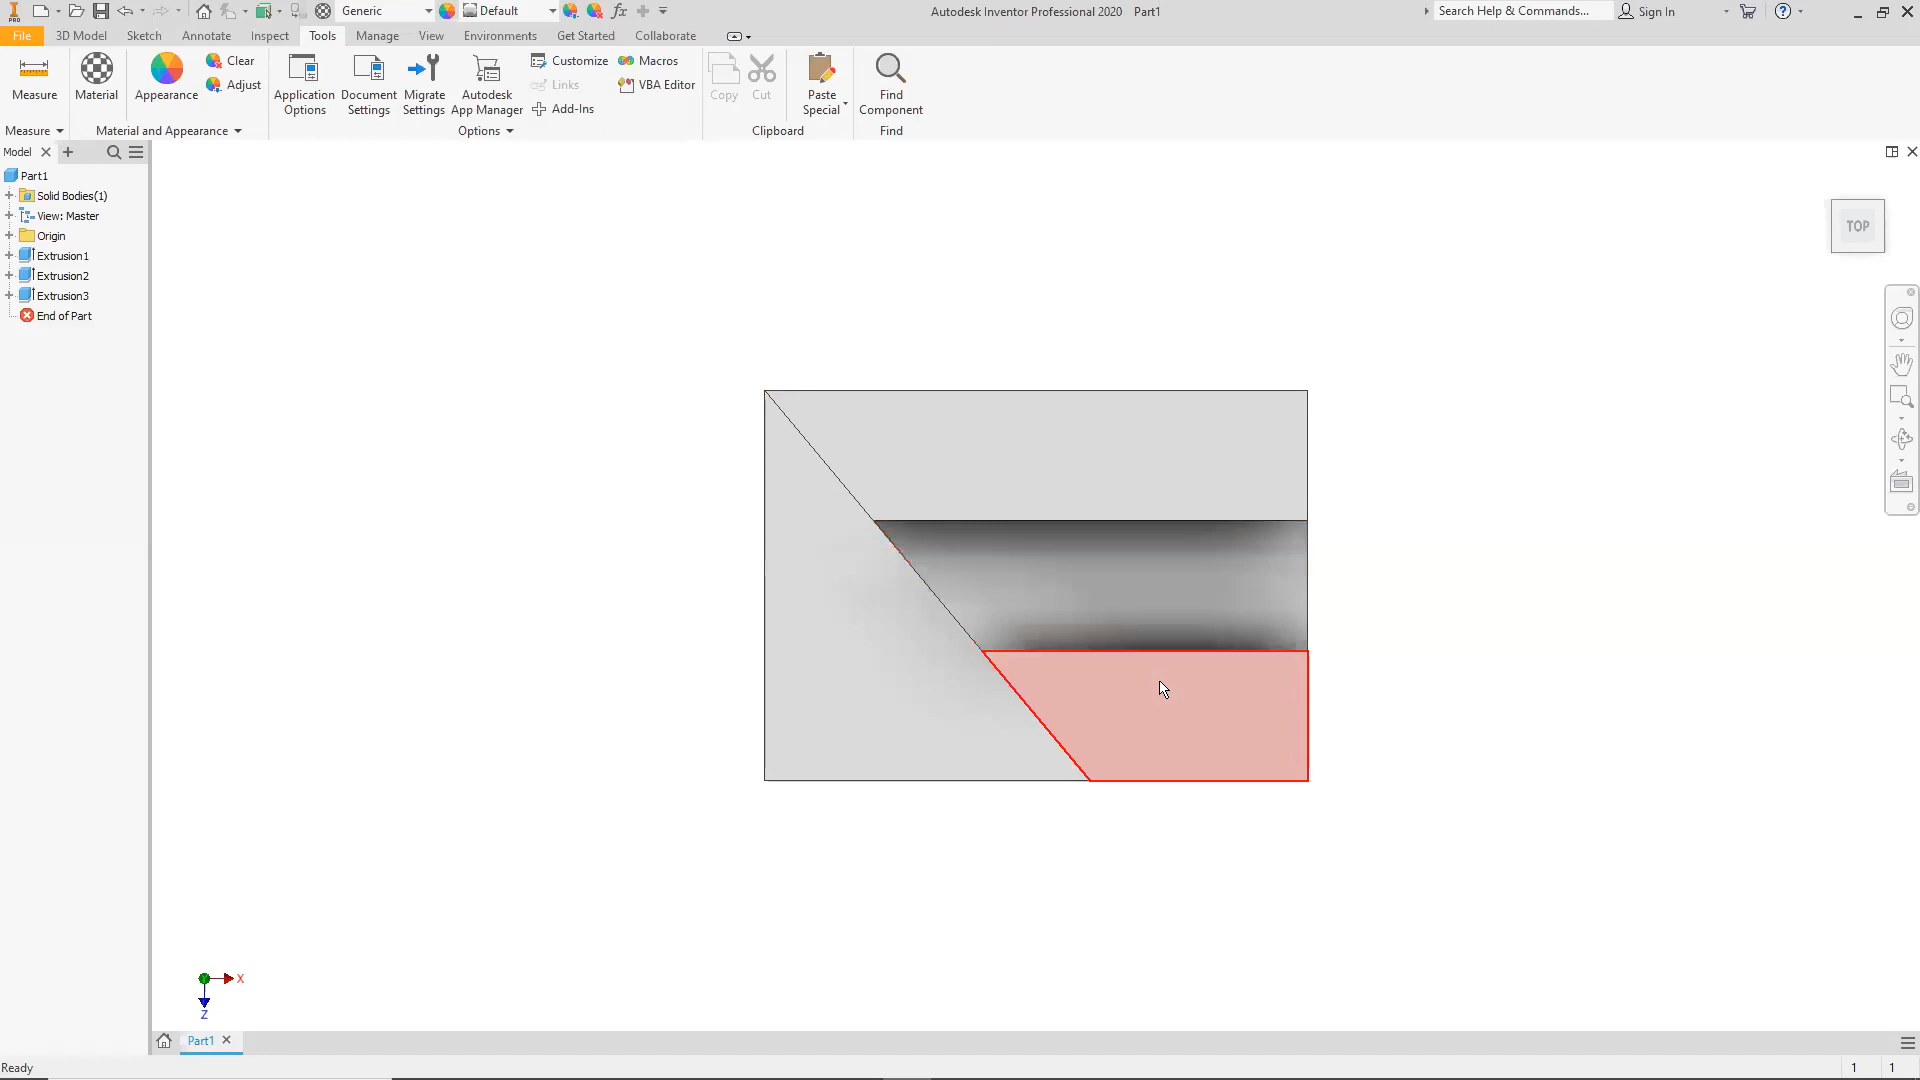 PRO
Generic
Default
fx
Autodesk Inventor Professional 2020 Part1
Search Help & Commands...
Sign In
File
3D Model
Sketch
Annotate
Inspect
Tools
Manage
View
Environments
Get Started
Collaborate
Measure
Material
Appearance
Clear
Adjust
Application Options
Document Settings
Migrate Settings
Autodesk App Manager
Customize
Links
Add-Ins
Macros
VBA Editor
Copy
Cut
Paste Special
Find Component
Measure
Material and Appearance
Options
Clipboard
Find
Model
Part1
Solid Bodies(1)
View: Master
Origin
Extrusion1
Extrusion2
Extrusion3
End of Part
TOP
X
Z
Part1
Ready
1
1